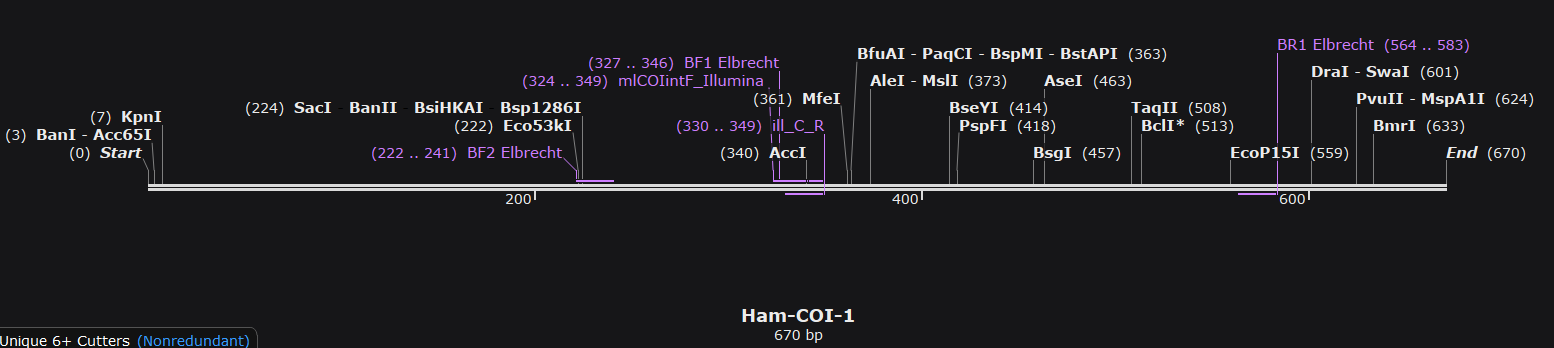 BR1 Elbrecht (564 .. 583)
BfuAI - PaqCI - BspMI - BstAPI (363)
(327 .. 346) BF1 Elbrecht
DraI - SwaI (601)
(324 .. 349) mlCOIintF_Illumina
AleI - MslI (373)
AseI (463)
(361) MfeI
PvuII - MspA1I (624)
(224) SacI - BanII - BsiHKAI - Bsp1286I
BseYI (414)
TaqII (508)
(7) KpnI
(222) Eco53kI
(330 .. 349) ill_C_R
PspFI (418)
BclI* (513)
BmrI (633)
(3) BanI - Acc65I
(0) Start
(222 .. 241) BF2 Elbrecht
(340) AccI
BsgI (457)
EcoP15I (559)
End (670)
200
400
600
Ham-COI-1
670 bp
Unique 6+ Cutters (Nonredundant)